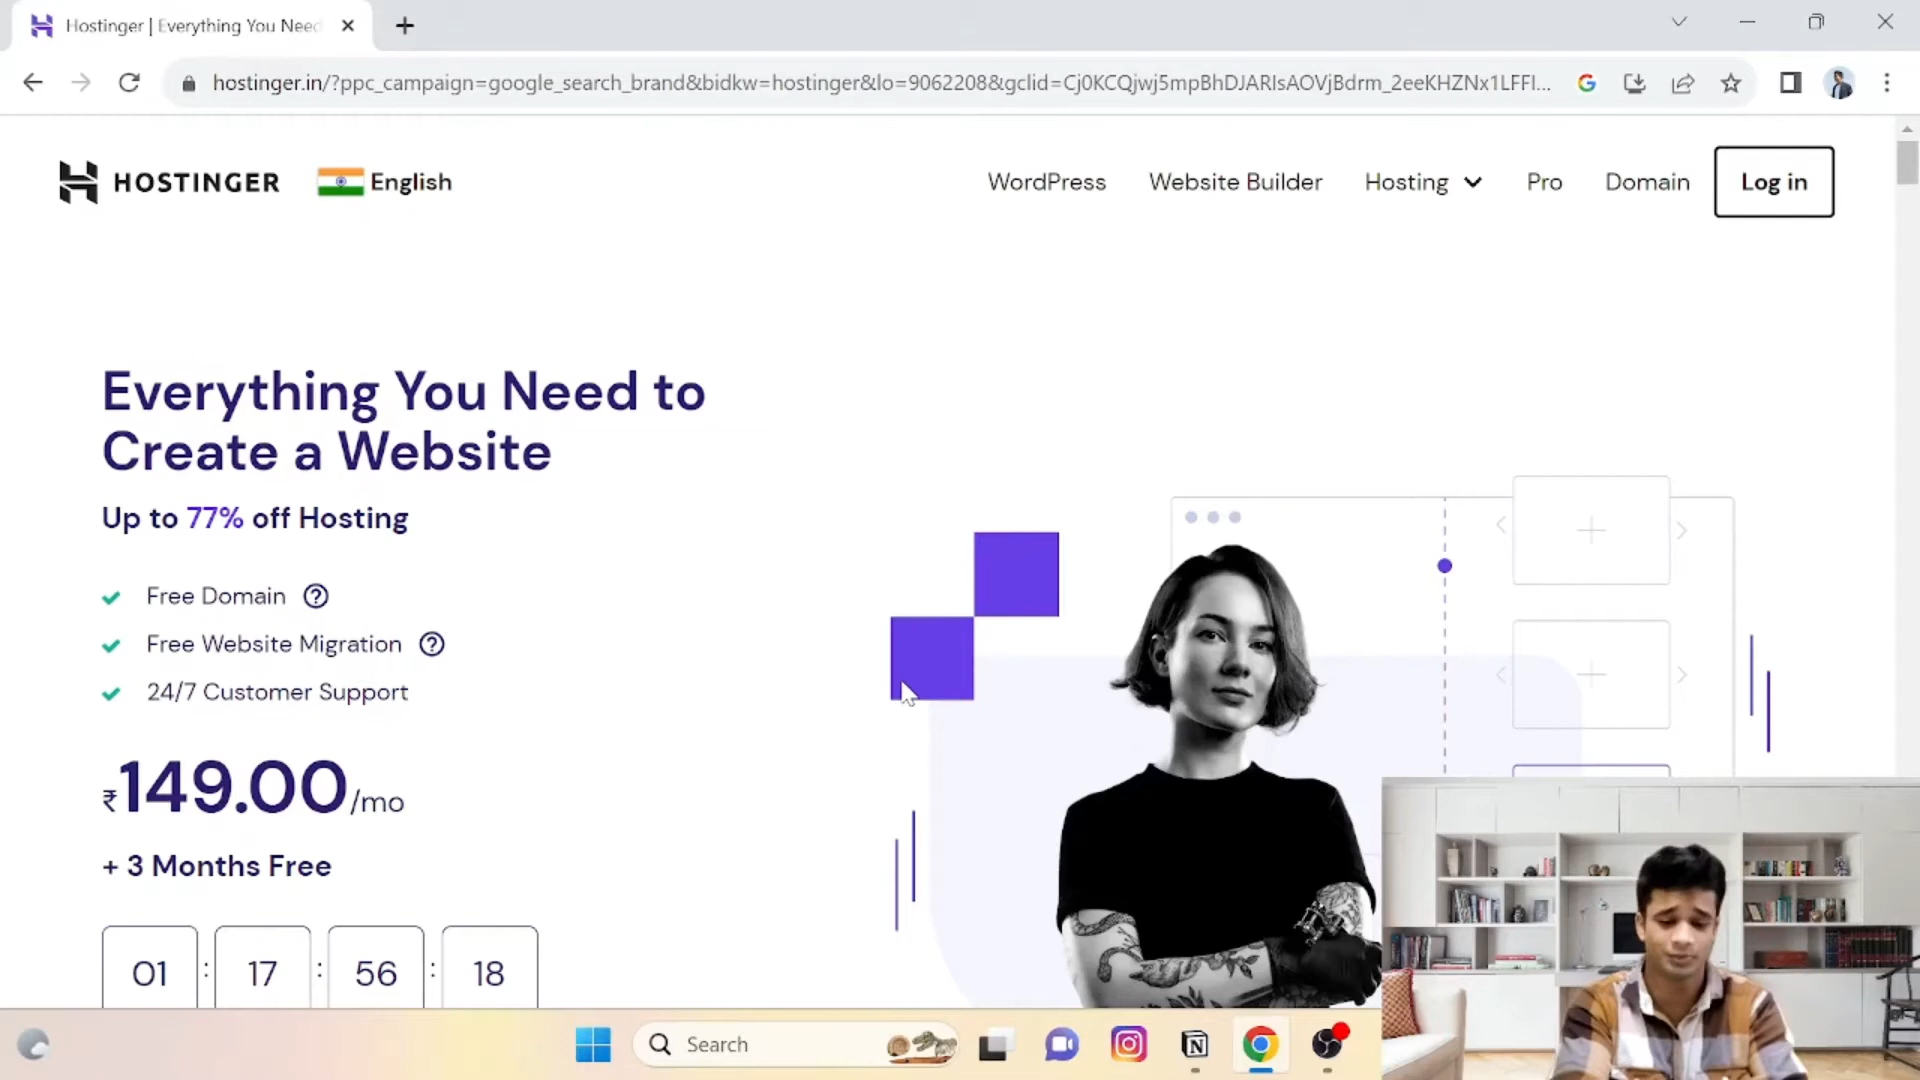 Hostinger | Everything You Need
hostinger.in/?ppc_campaign=google_search_brand&bidkw=hostinger&lo=9062208&gclid=Cj0KCQjwj5mpBhDJARIsAOVjBdrm_2eeKHZNx1LFFI...
HOSTINGER English WordPress Website Builder Hosting Pro Domain Log in
Everything You Need to
Create a Website
Up to 77% off Hosting
Free Domain
Free Website Migration
24/7 Customer Support
₹149.00/mo
+ 3 Months Free
01 : 17 : 56 : 18
Search